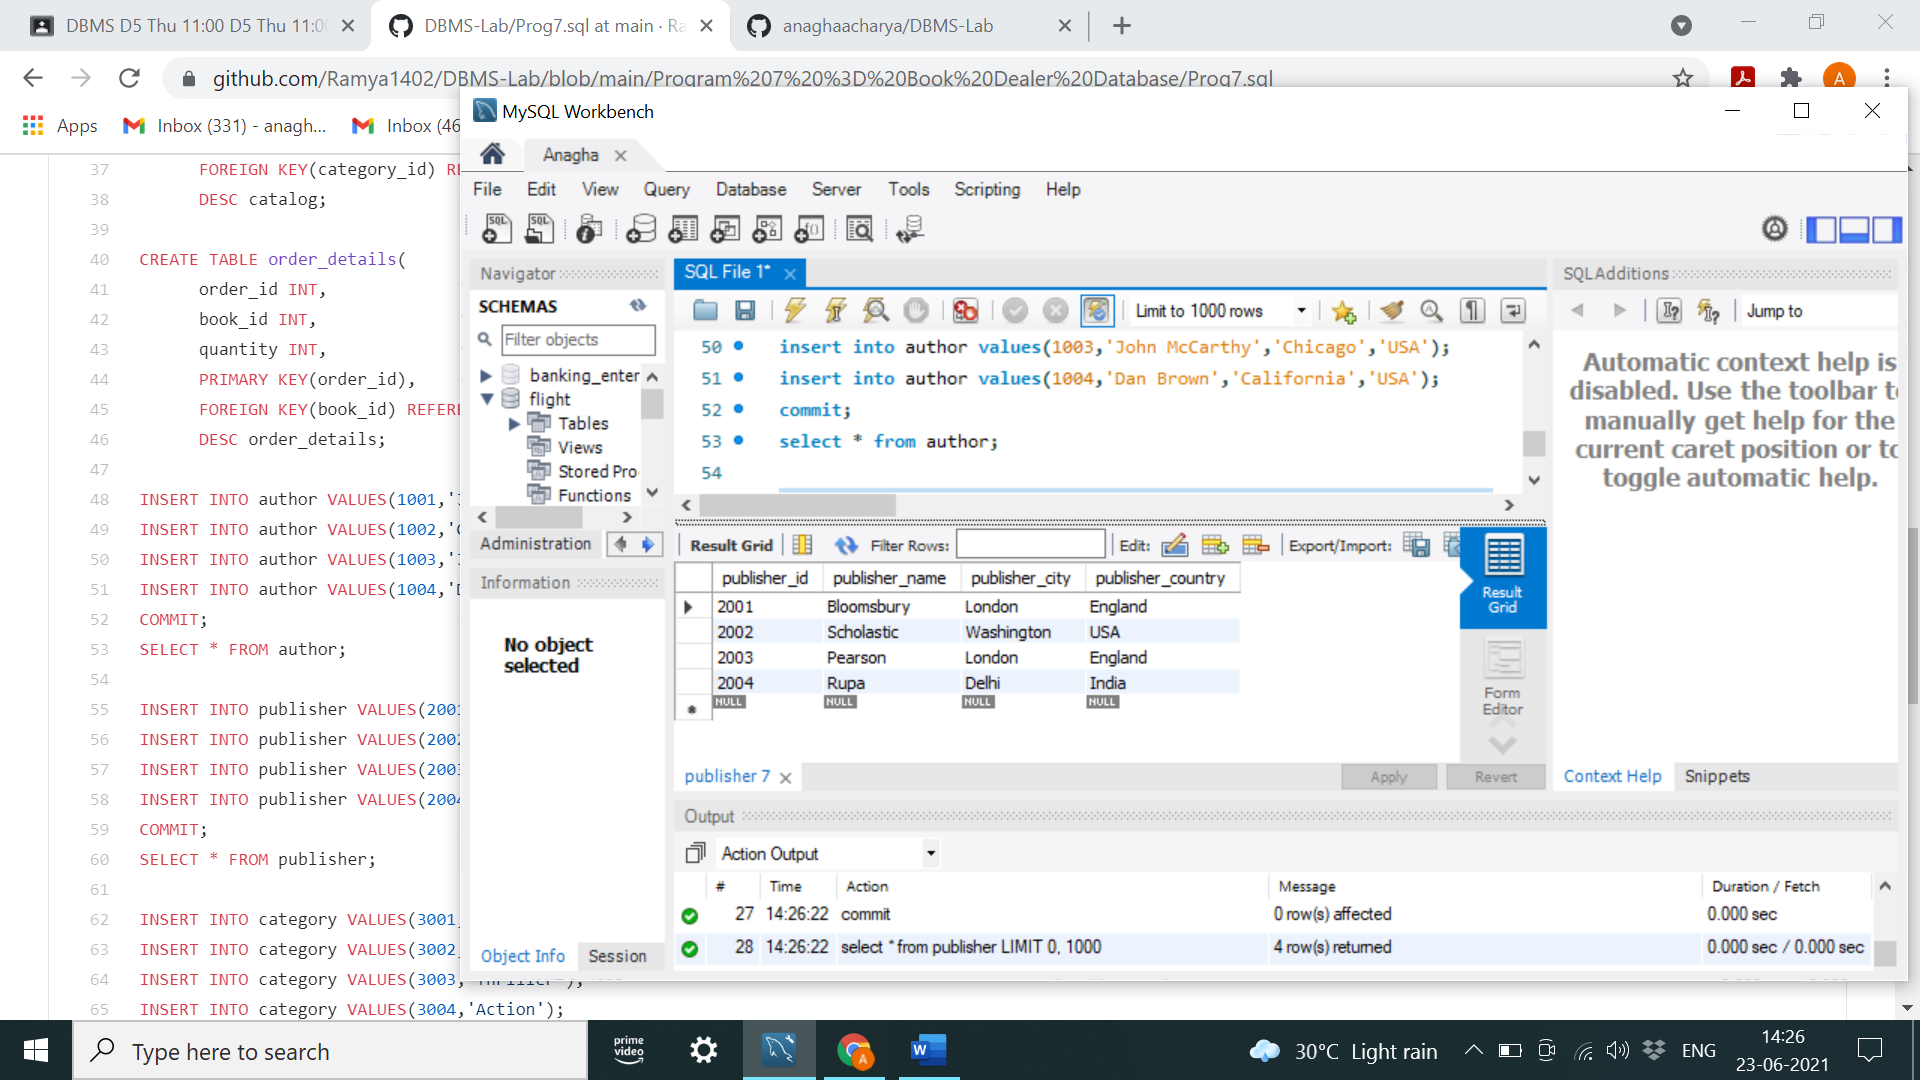 DBMS D5 Thu 11:00 D5 Thu 11:0
DBMS-Lab/Prog7.sql at main · Ra
anaghaacharya/DBMS-Lab
github.com/Ramya1402/DBMS-Lab/blob/main/Program%207%20%3D%20Book%20Dealer%20Database/Prog7.sql
A
Apps
Inbox (331) - anagh...
Inbox (46
37 FOREIGN KEY(category_id) RE
38 DESC catalog;
39
40 CREATE TABLE order_details(
41 order_id INT,
42 book_id INT,
43 quantity INT,
44 PRIMARY KEY(order_id),
45 FOREIGN KEY(book_id) REFERE
46 DESC order_details;
47
48 INSERT INTO author VALUES(1001,'
49 INSERT INTO author VALUES(1002,'
50 INSERT INTO author VALUES(1003,'
51 INSERT INTO author VALUES(1004,'D
52 COMMIT;
53 SELECT * FROM author;
54
55 INSERT INTO publisher VALUES(2001
56 INSERT INTO publisher VALUES(2002
57 INSERT INTO publisher VALUES(2003
58 INSERT INTO publisher VALUES(2004
59 COMMIT;
60 SELECT * FROM publisher;
61
62 INSERT INTO category VALUES(3001,
63 INSERT INTO category VALUES(3002,
64 INSERT INTO category VALUES(3003,'Thriller');
65 INSERT INTO category VALUES(3004,'Action');
MySQL Workbench
Anagha
File Edit View Query Database Server Tools Scripting Help
Navigator
SCHEMAS
Filter objects
banking_enter
flight
Tables
Views
Stored Pro
Functions
Administration
Information
No object
selected
Object Info Session
SQL File 1*
Limit to 1000 rows
50 insert into author values(1003,'John McCarthy','Chicago','USA');
51 insert into author values(1004,'Dan Brown','California','USA');
52 commit;
53 select * from author;
54
Result Grid Filter Rows: Edit: Export/Import:
publisher_id publisher_name publisher_city publisher_country
2001 Bloomsbury London England
2002 Scholastic Washington USA
2003 Pearson London England
2004 Rupa Delhi India
NULL NULL NULL NULL
Result
Grid
Form
Editor
publisher 7
Apply Revert
SQLAdditions
Jump to
Automatic context help is
disabled. Use the toolbar to
manually get help for the
current caret position or to
toggle automatic help.
Context Help Snippets
Output
Action Output
# Time Action Message Duration / Fetch
27 14:26:22 commit 0 row(s) affected 0.000 sec
28 14:26:22 select * from publisher LIMIT 0, 1000 4 row(s) returned 0.000 sec / 0.000 sec
Type here to search
prime
video
A
W
30°C Light rain
ENG
14:26
23-06-2021